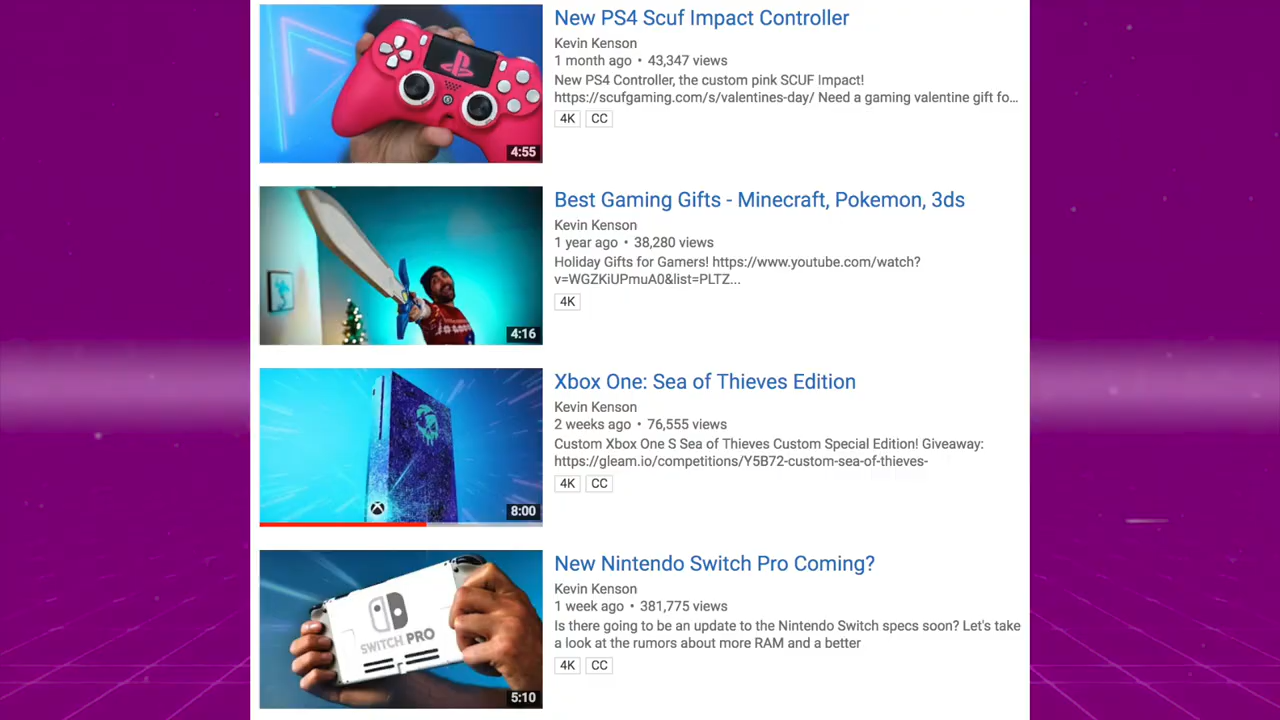 New PS4 Scuf Impact Controller
Kevin Kenson
1 month ago • 43,347 views
New PS4 Controller, the custom pink SCUF Impact!
https://scufgaming.com/s/valentines-day/ Need a gaming valentine gift fo...
4K CC
4:55
Best Gaming Gifts - Minecraft, Pokemon, 3ds
Kevin Kenson
1 year ago • 38,280 views
Holiday Gifts for Gamers! https://www.youtube.com/watch?
v=WGZKiUPmuA0&list=PLTZ...
4K
4:16
Xbox One: Sea of Thieves Edition
Kevin Kenson
2 weeks ago • 76,555 views
Custom Xbox One S Sea of Thieves Custom Special Edition! Giveaway:
https://gleam.io/competitions/Y5B72-custom-sea-of-thieves-
4K CC
8:00
New Nintendo Switch Pro Coming?
Kevin Kenson
1 week ago • 381,775 views
Is there going to be an update to the Nintendo Switch specs soon? Let's take
a look at the rumors about more RAM and a better
4K CC
SWITCH PRO
5:10